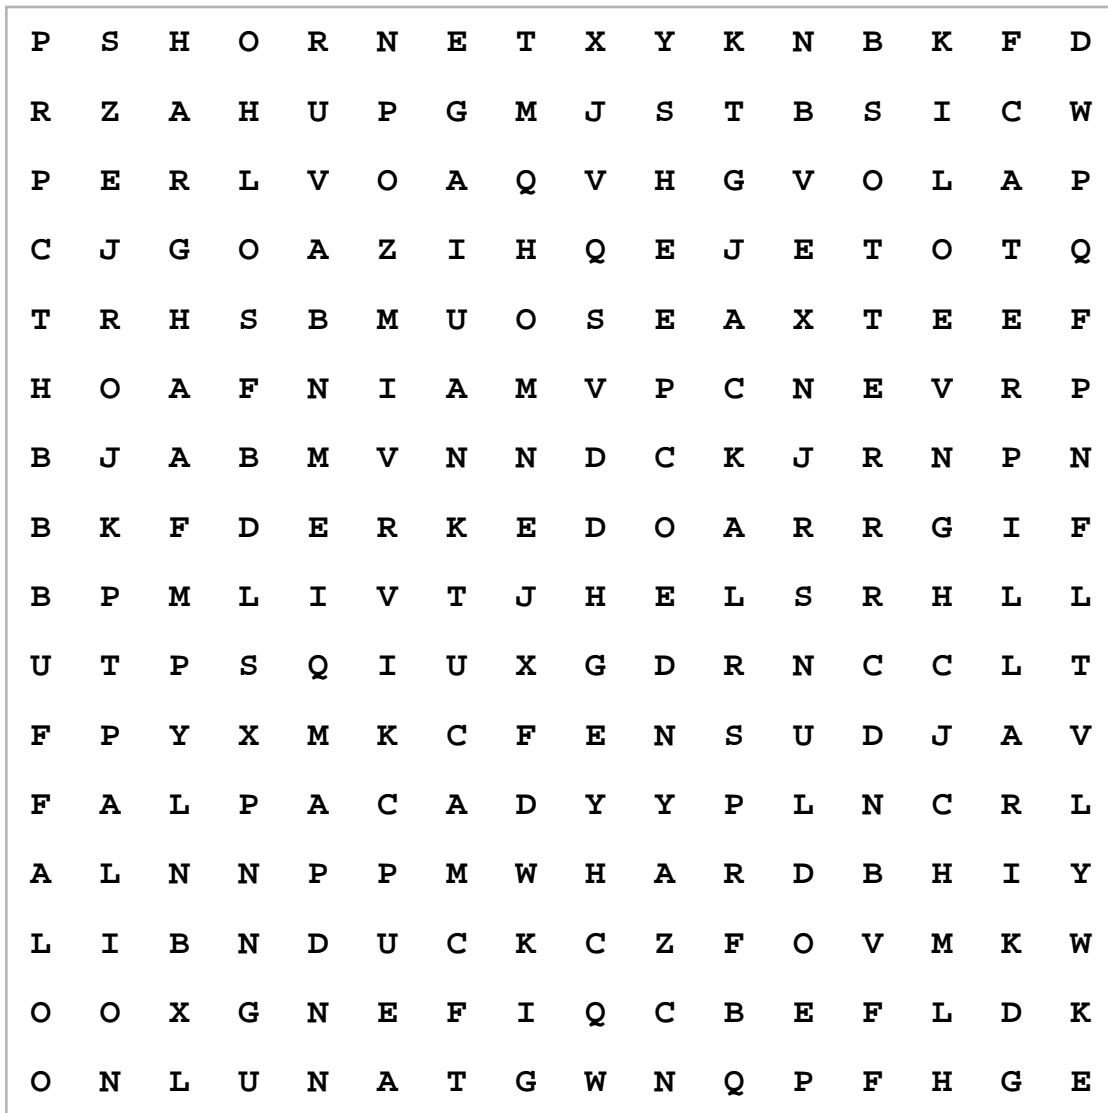 P S H O R N E T X Y K N B K F D
R Z A H U P G M J S T B S I C W
P E R L V O A Q V H G V O L A P
C J G O A Z I H Q E J E T O T Q
T R H S B M U O S E A X T E E F
H O A F N I A M V P C N E V R P
B J A B M V N N D C K J R N P N
B K F D E R K E D O A R R G I F
B P M L I V T J H E L S R H L L
U T P S Q I U X G D R N C C L T
F P Y X M K C F E N S U D J A V
F A L P A C A D Y Y P L N C R L
A L N N P P M W H A R D B H I Y
L I B N D U C K C Z F O V M K W
O O X G N E F I Q C B E F L D K
O N L U N A T G W N Q P F H G E